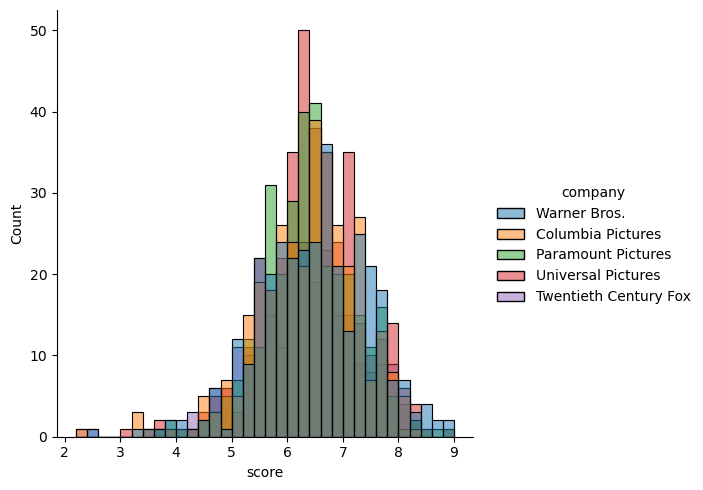 50
40
30
20
10
0
Count
2 3 4 5 6 7 8 9
score
company
Warner Bros.
Columbia Pictures
Paramount Pictures
Universal Pictures
Twentieth Century Fox